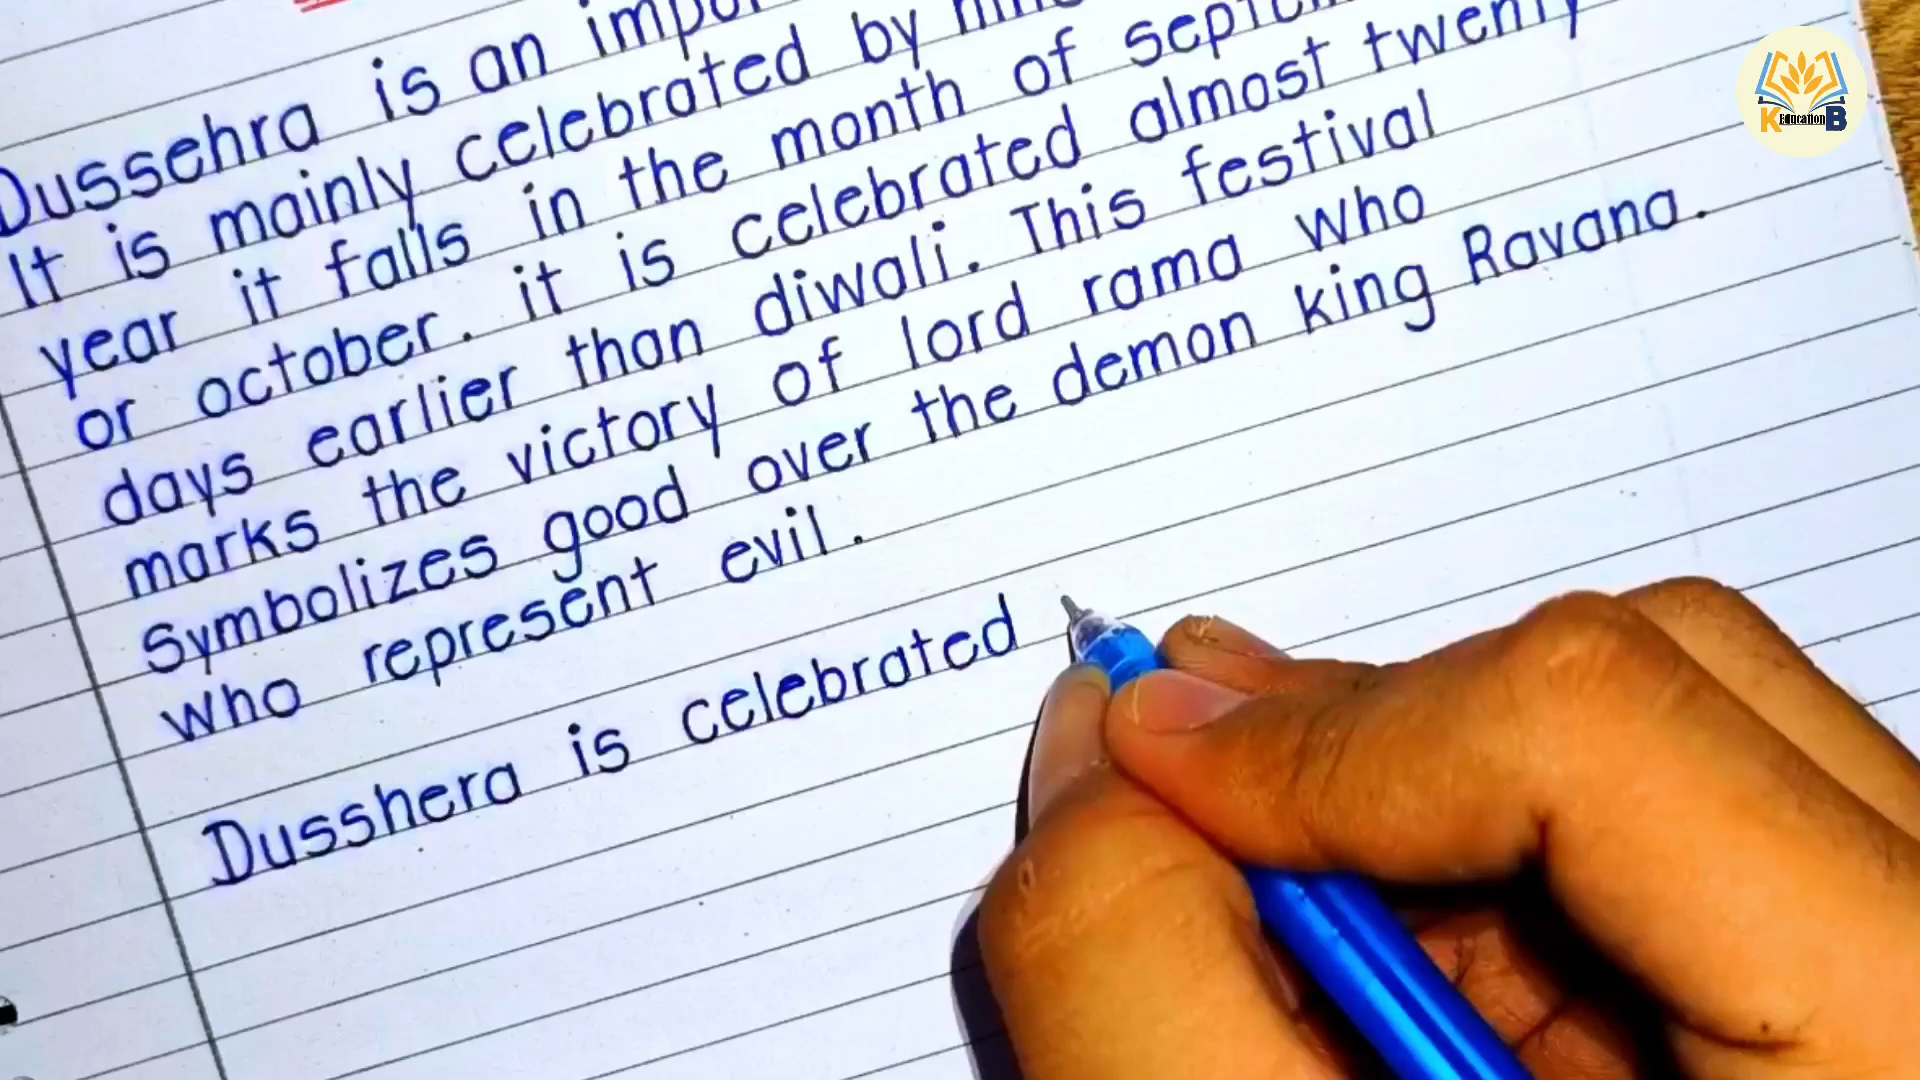 Dussehra is an
It is mainly celebrated by
year it falls in the month of
or october. it is celebrated almost twenty
days earlier than diwali. This festival
marks the victory of lord rama who
Symbolizes good over the demon king Ravana.
who represent evil.
Dusshera is celebrated
K Education B